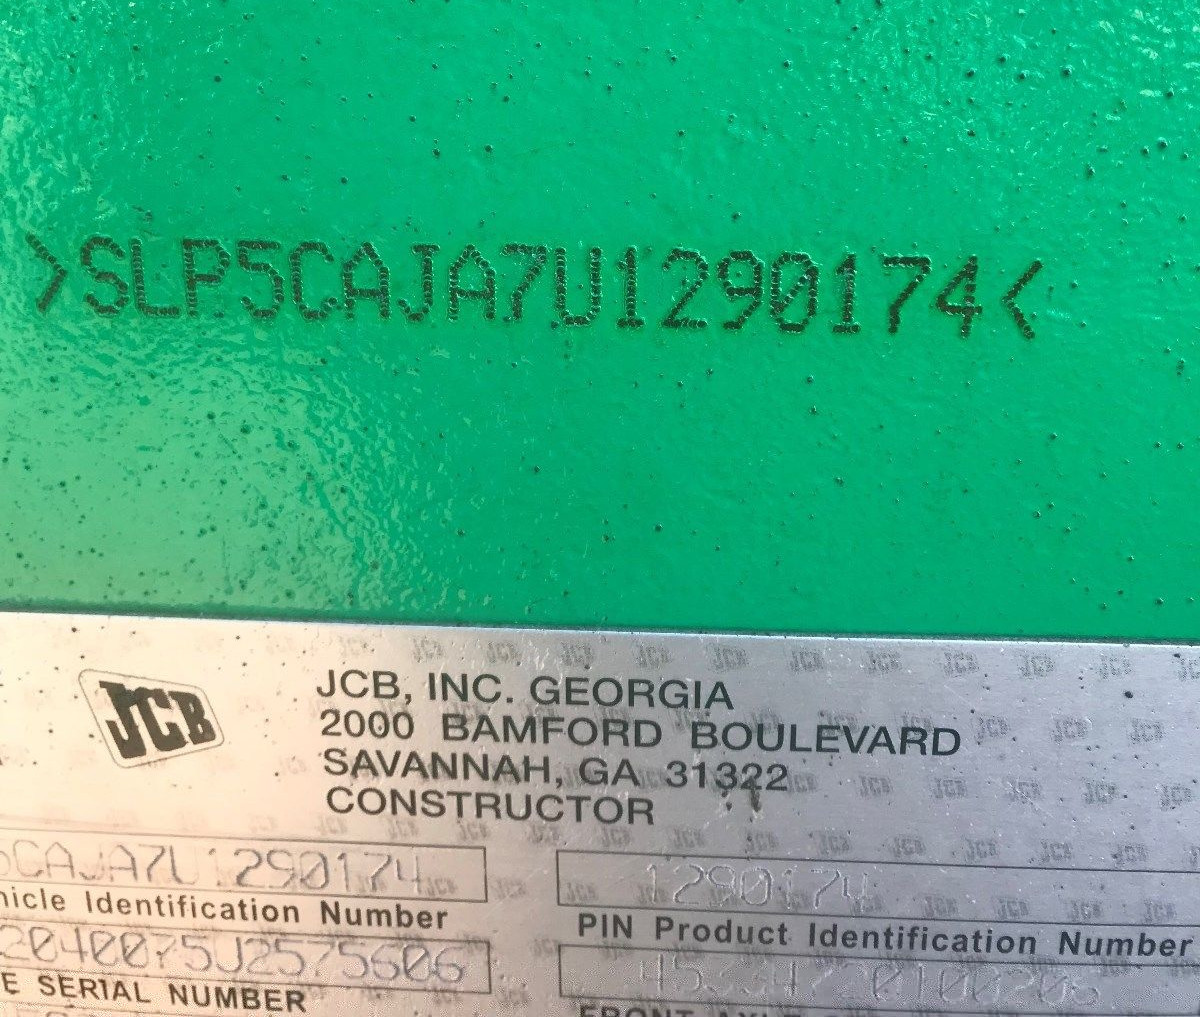 >SLP5CAJA7U1290174<
JCB
JCB, INC. GEORGIA
2000 BAMFORD BOULEVARD
SAVANNAH, GA 31322
CONSTRUCTOR
5CAJA7U1290174
1290174
hicle Identification Number
PIN Product Identification Number
2040075U2575606
E SERIAL NUMBER